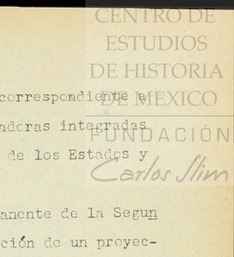 CENTRO DE
ESTUDIOS
DE HISTORIA
DE MEXICO
FUNDACIÓN
Carlos Slim
correspondiente a
adoras integradas
de los Estados y
anente de la Segun
ción de un proyec-